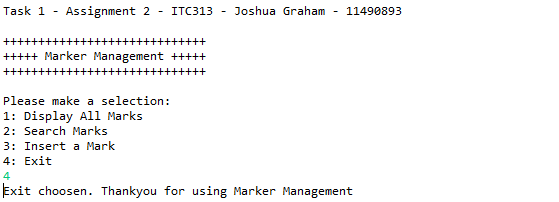 Task 1 - Assignment 2 - ITC313 - Joshua Graham - 11490893
++++++++++++++++++++++++++++
+++++ Marker Management +++++
++++++++++++++++++++++++++++
Please make a selection:
1: Display All Marks
2: Search Marks
3: Insert a Mark
4: Exit
4
Exit choosen. Thankyou for using Marker Management